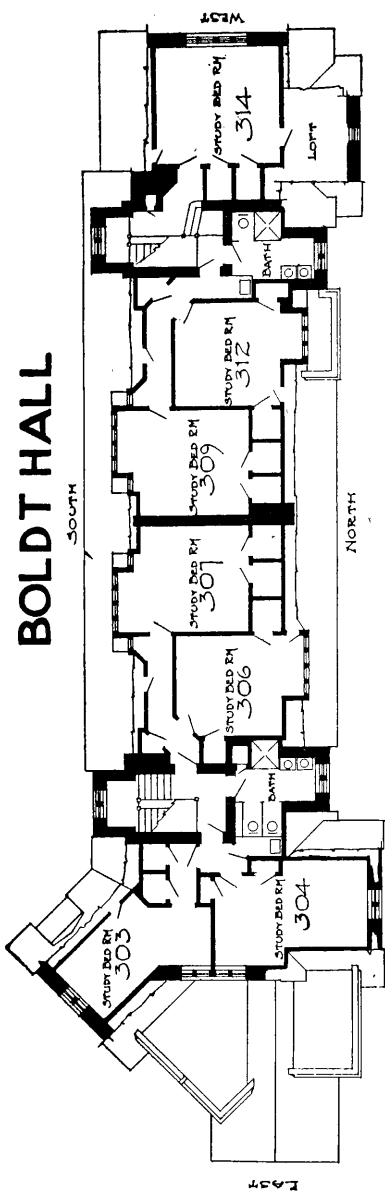 BOLDT HALL
WEST
SOUTH
NORTH
EAST
STUDY BED RM
314
LOFT
BATH
STUDY BED RM
312
STUDY BED RM
309
STUDY BED RM
307
STUDY BED RM
306
BATH
STUDY BED RM
304
STUDY BED RM
303